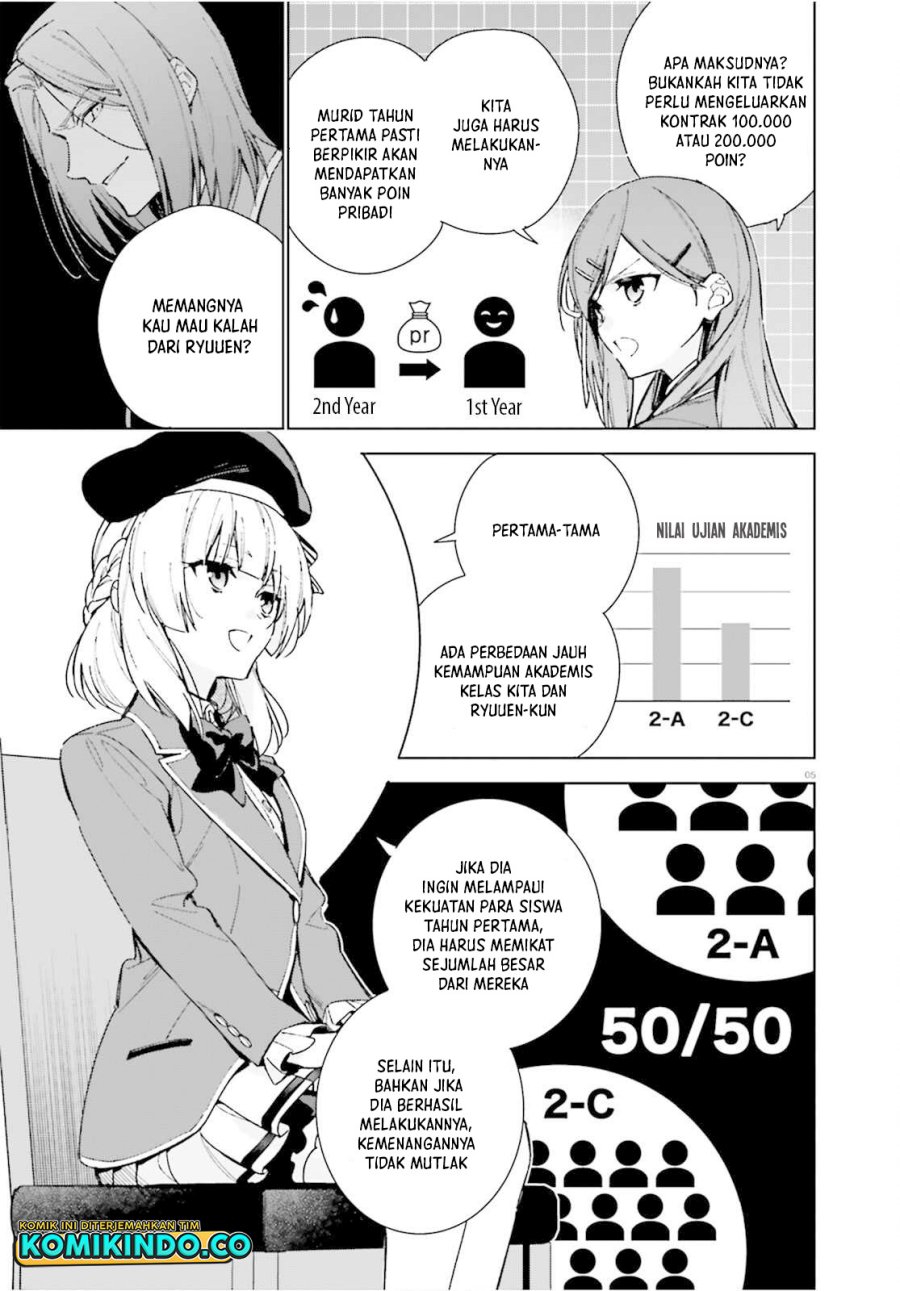 APA MAKSUDNYA?
BUKANKAH KITA TIDAK
PERLU MENGELUARKAN
KONTRAK 100.000
ATAU 200.000
POIN?
KITA
JUGA HARUS
MELAKUKAN-
NYA
MURID TAHUN
PERTAMA PASTI
BERPIKIR AKAN
MENDAPATKAN
BANYAK POIN
PRIBADI
pr
2nd Year
1st Year
MEMANGNYA
KAU MAU KALAH
DARI RYUUEN?
NILAI UJIAN AKADEMIS
2-A
2-C
PERTAMA-TAMA
ADA PERBEDAAN JAUH
KEMAMPUAN AKADEMIS
KELAS KITA DAN
RYUUEN-KUN
05
JIKA DIA
INGIN MELAMPAUI
KEKUATAN PARA SISWA
TAHUN PERTAMA,
DIA HARUS MEMIKAT
SEJUMLAH BESAR
DARI MEREKA
2-A
50/50
2-C
SELAIN ITU,
BAHKAN JIKA
DIA BERHASIL
MELAKUKANNYA,
KEMENANGANNYA
TIDAK MUTLAK
KOMIK INI DITERJEMAHKAN TIM
KOMIKINDO.CO